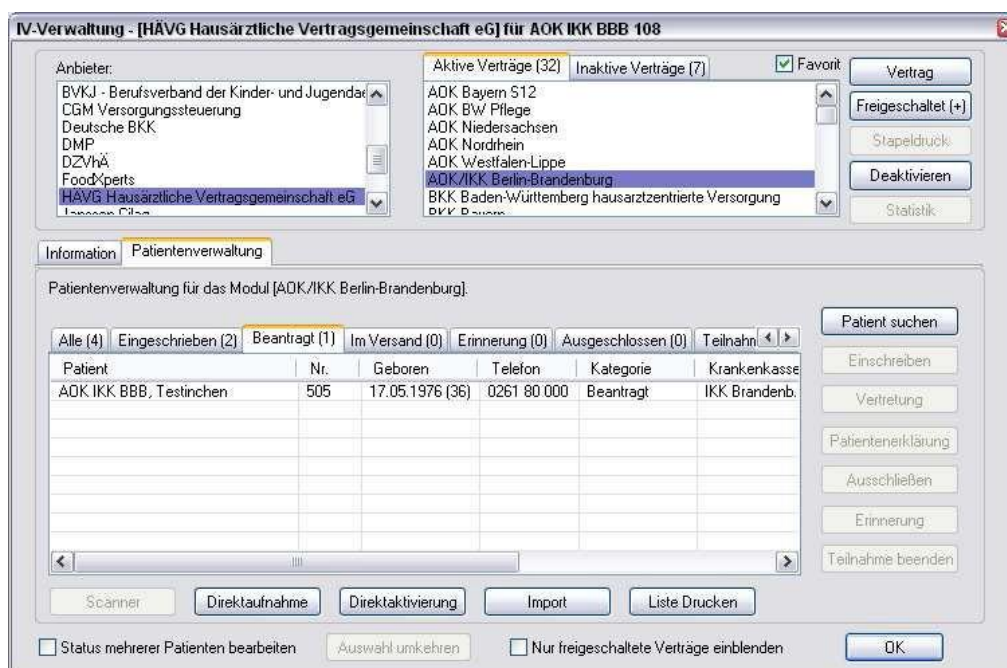 IV-Verwaltung - [HÄVG Hausärztliche Vertragsgemeinschaft eG] für AOK IKK BBB 108
Anbieter:
BVKJ - Berufsverband der Kinder- und Jugendae
CGM Versorgungssteuerung
Deutsche BKK
DMP
DZVhÄ
FoodXperts
HÄVG Hausärztliche Vertragsgemeinschaft eG
Aktive Verträge (32) Inaktive Verträge (7) Favorit
AOK Bayern S12
AOK BW Pflege
AOK Niedersachsen
AOK Nordrhein
AOK Westfalen-Lippe
AOK/IKK Berlin-Brandenburg
BKK Baden-Württemberg hausarztzentrierte Versorgung
Vertrag
Freigeschaltet (+)
Stapeldruck
Deaktivieren
Statistik
Information Patientenverwaltung
Patientenverwaltung für das Modul [AOK/IKK Berlin-Brandenburg].
Alle (4) Eingeschrieben (2) Beantragt (1) Im Versand (0) Erinnerung (0) Ausgeschlossen (0) Teilnahn
Patient Nr. Geboren Telefon Kategorie Krankenkasse
AOK IKK BBB, Testinchen 505 17.05.1976 (36) 0261 80 000 Beantragt IKK Brandenb.
Patient suchen
Einschreiben
Vertretung
Patientenerklärung
Ausschließen
Erinnerung
Teilnahme beenden
Scanner Direktaufnahme Direktaktivierung Import Liste Drucken
Status mehrerer Patienten bearbeiten Auswahl umkehren Nur freigeschaltete Verträge einblenden OK